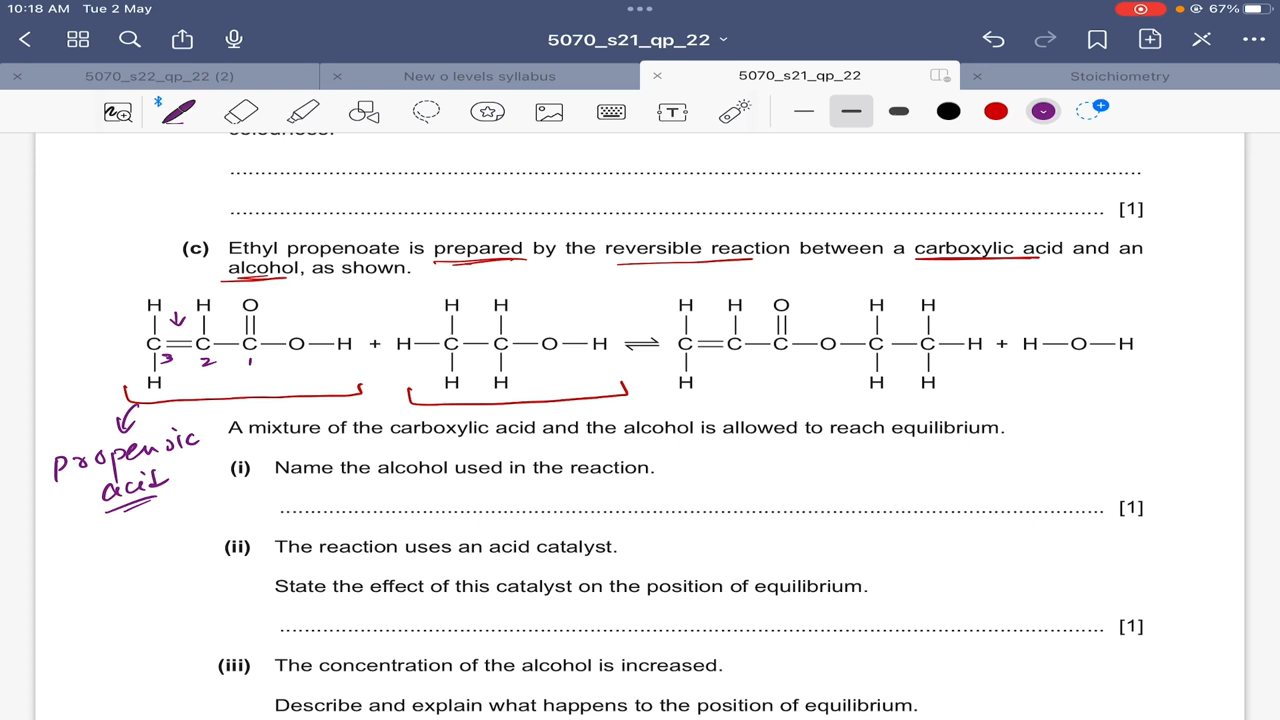 10:18 AM Tue 2 May
67%
5070_s21_qp_22
5070_s22_qp_22 (2)
New o levels syllabus
5070_s21_qp_22
Stoichiometry
[1]
(c) Ethyl propenoate is prepared by the reversible reaction between a carboxylic acid and an
alcohol, as shown.
H H O H H H H O H H
C=C—C—O—H + H—C—C—O—H ⇌ C=C—C—O—C—C—H + H—O—H
3 2 1
H H H H H H
propenoic
acid
A mixture of the carboxylic acid and the alcohol is allowed to reach equilibrium.
(i) Name the alcohol used in the reaction.
[1]
(ii) The reaction uses an acid catalyst.
State the effect of this catalyst on the position of equilibrium.
[1]
(iii) The concentration of the alcohol is increased.
Describe and explain what happens to the position of equilibrium.